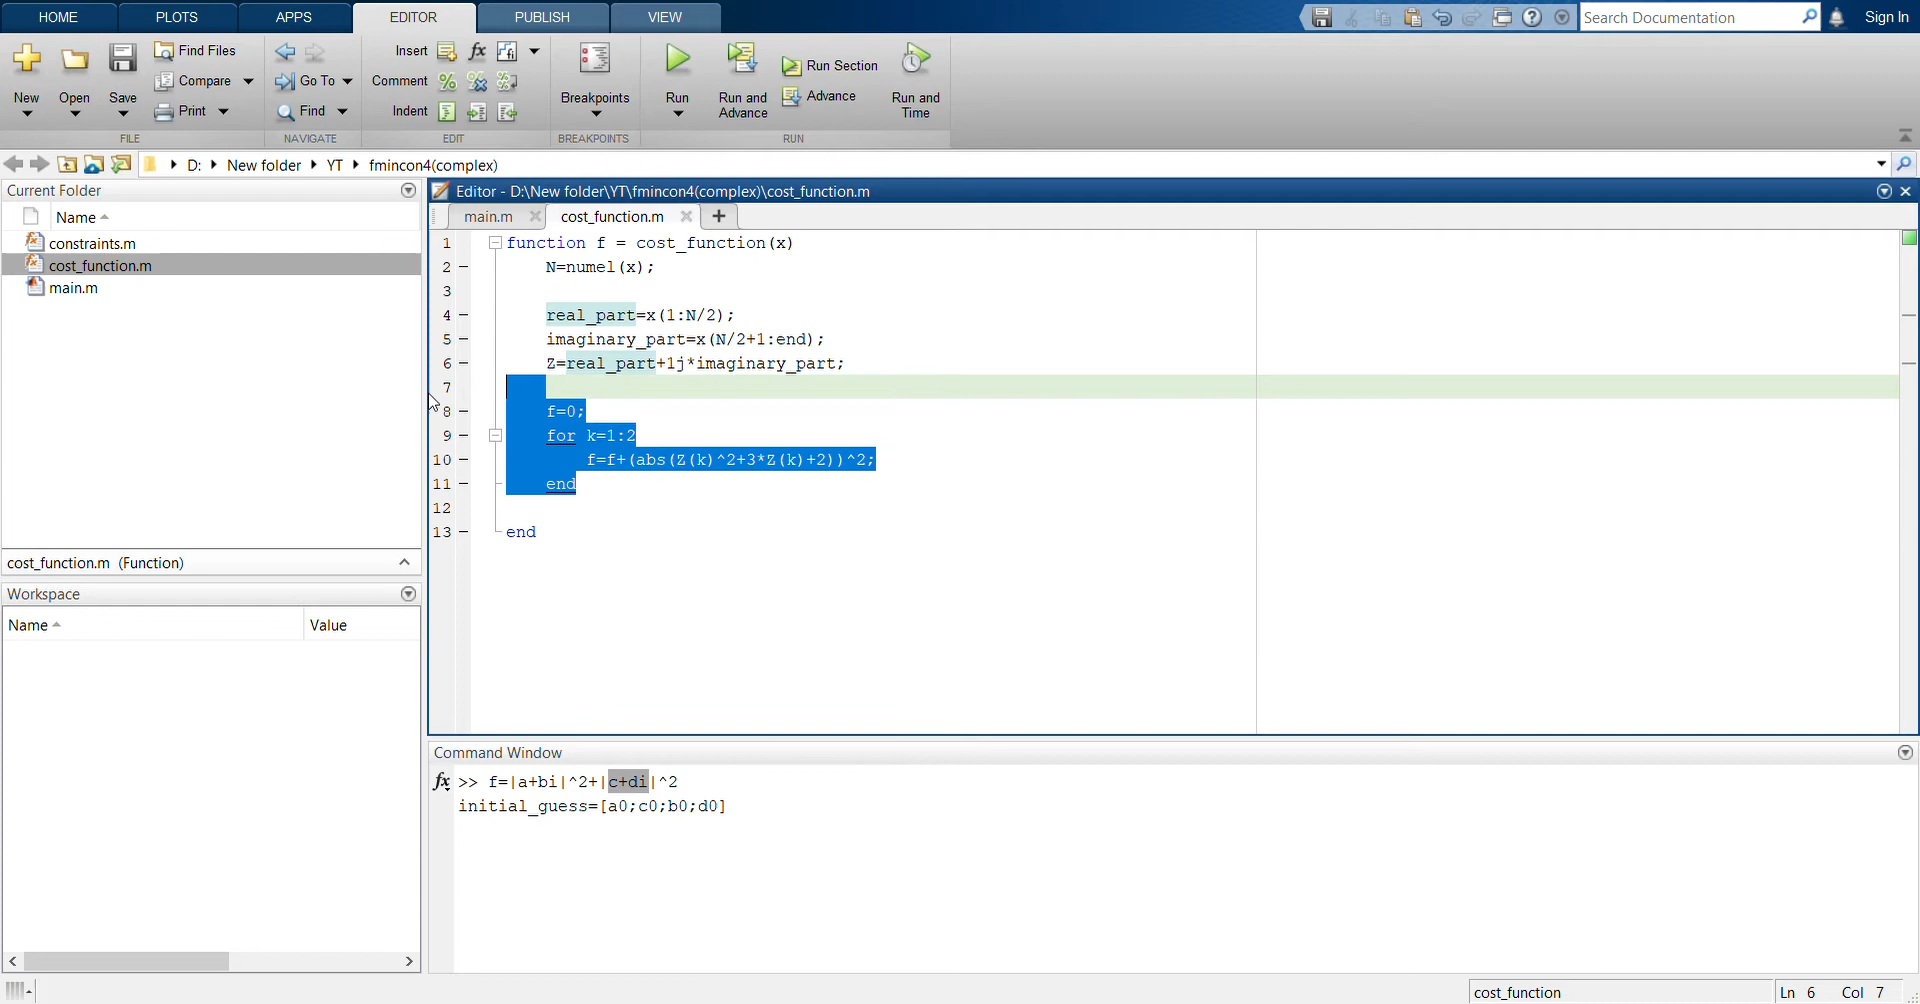 HOME PLOTS APPS EDITOR PUBLISH VIEW Search Documentation Sign In
New Open Save Find Files Compare Print
FILE
Go To Find
NAVIGATE
Insert fx
Comment
Indent
EDIT
Breakpoints
BREAKPOINTS
Run Run and Advance Run Section Advance Run and Time
RUN
D: New folder YT fmincon4(complex)
Current Folder
Name
constraints.m
cost_function.m
main.m
cost_function.m (Function)
Workspace
Name Value
Editor - D:\New folder\YT\fmincon4(complex)\cost_function.m
main.m cost_function.m
1 function f = cost_function(x)
2 N=numel(x);
3
4 real_part=x(1:N/2);
5 imaginary_part=x(N/2+1:end);
6 Z=real_part+1j*imaginary_part;
7
8 f=0;
9 for k=1:2
10 f=f+(abs(Z(k)^2+3*Z(k)+2))^2;
11 end
12
13 end
Command Window
fx >> f=|a+bi|^2+|c+di|^2
initial_guess=[a0;c0;b0;d0]
cost_function Ln 6 Col 7